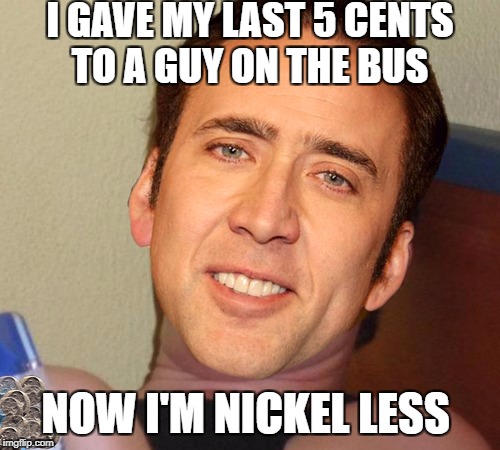 I GAVE MY LAST 5 CENTS
TO A GUY ON THE BUS
NOW I'M NICKEL LESS
imgflip.com